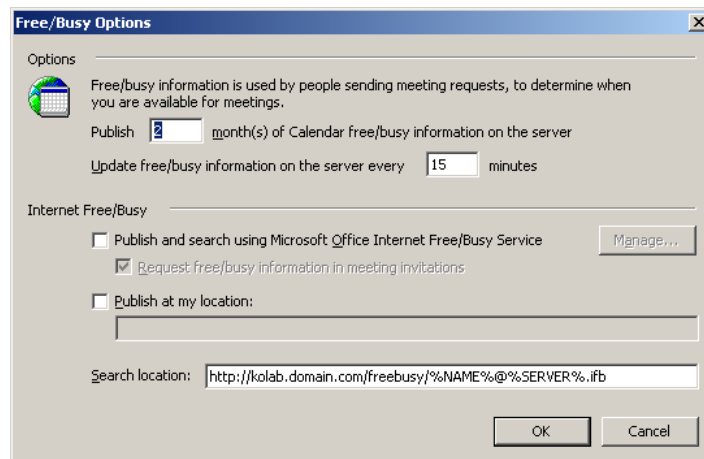 Free/Busy Options
Options
Free/busy information is used by people sending meeting requests, to determine when
you are available for meetings.
Publish 2 month(s) of Calendar free/busy information on the server
Update free/busy information on the server every 15 minutes
Internet Free/Busy
Publish and search using Microsoft Office Internet Free/Busy Service Manage...
Request free/busy information in meeting invitations
Publish at my location:
Search location: http://kolab.domain.com/freebusy/%NAME%@%SERVER%.ifb
OK Cancel